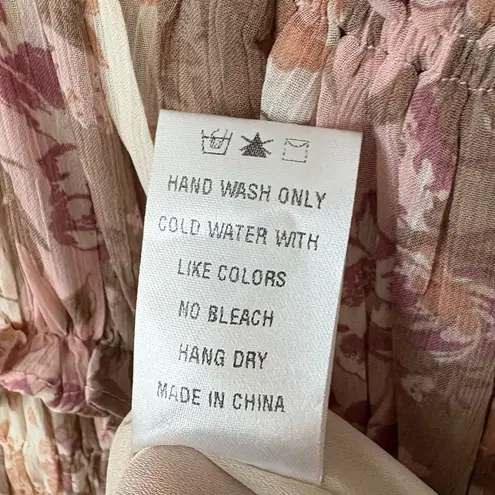 HAND WASH ONLY
COLD WATER WITH
LIKE COLORS
NO BLEACH
HANG DRY
MADE IN CHINA